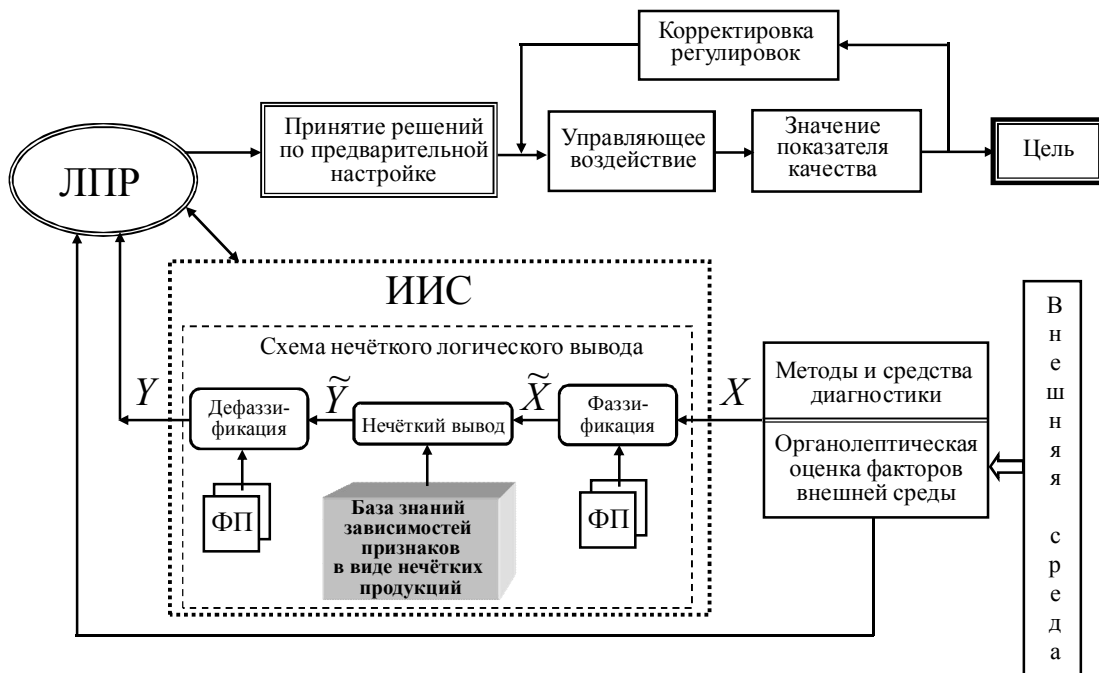 Корректировка
регулировок
Принятие решений
по предварительной
настройке
Управляющее
воздействие
Значение
показателя
качества
Цель
ЛПР
ИИС
Схема нечёткого логического вывода
Y
Дефаззи-
фикация
Ỹ
Нечёткий вывод
X̃
Фаззи-
фикация
X
Методы и средства
диагностики
Органолептическая
оценка факторов
внешней среды
ФП
База знаний
зависимостей
признаков
в виде нечётких
продукций
ФП
Внешняя среда